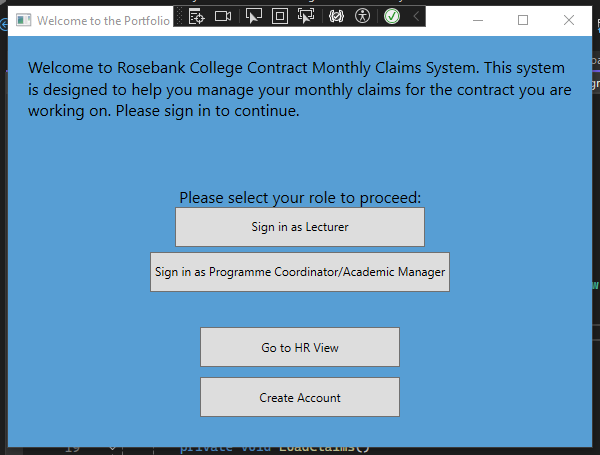 Welcome to the Portfolio
Welcome to Rosebank College Contract Monthly Claims System. This system
is designed to help you manage your monthly claims for the contract you are
working on. Please sign in to continue.
Please select your role to proceed:
Sign in as Lecturer
Sign in as Programme Coordinator/Academic Manager
Go to HR View
Create Account
19
private void LoadClaims()